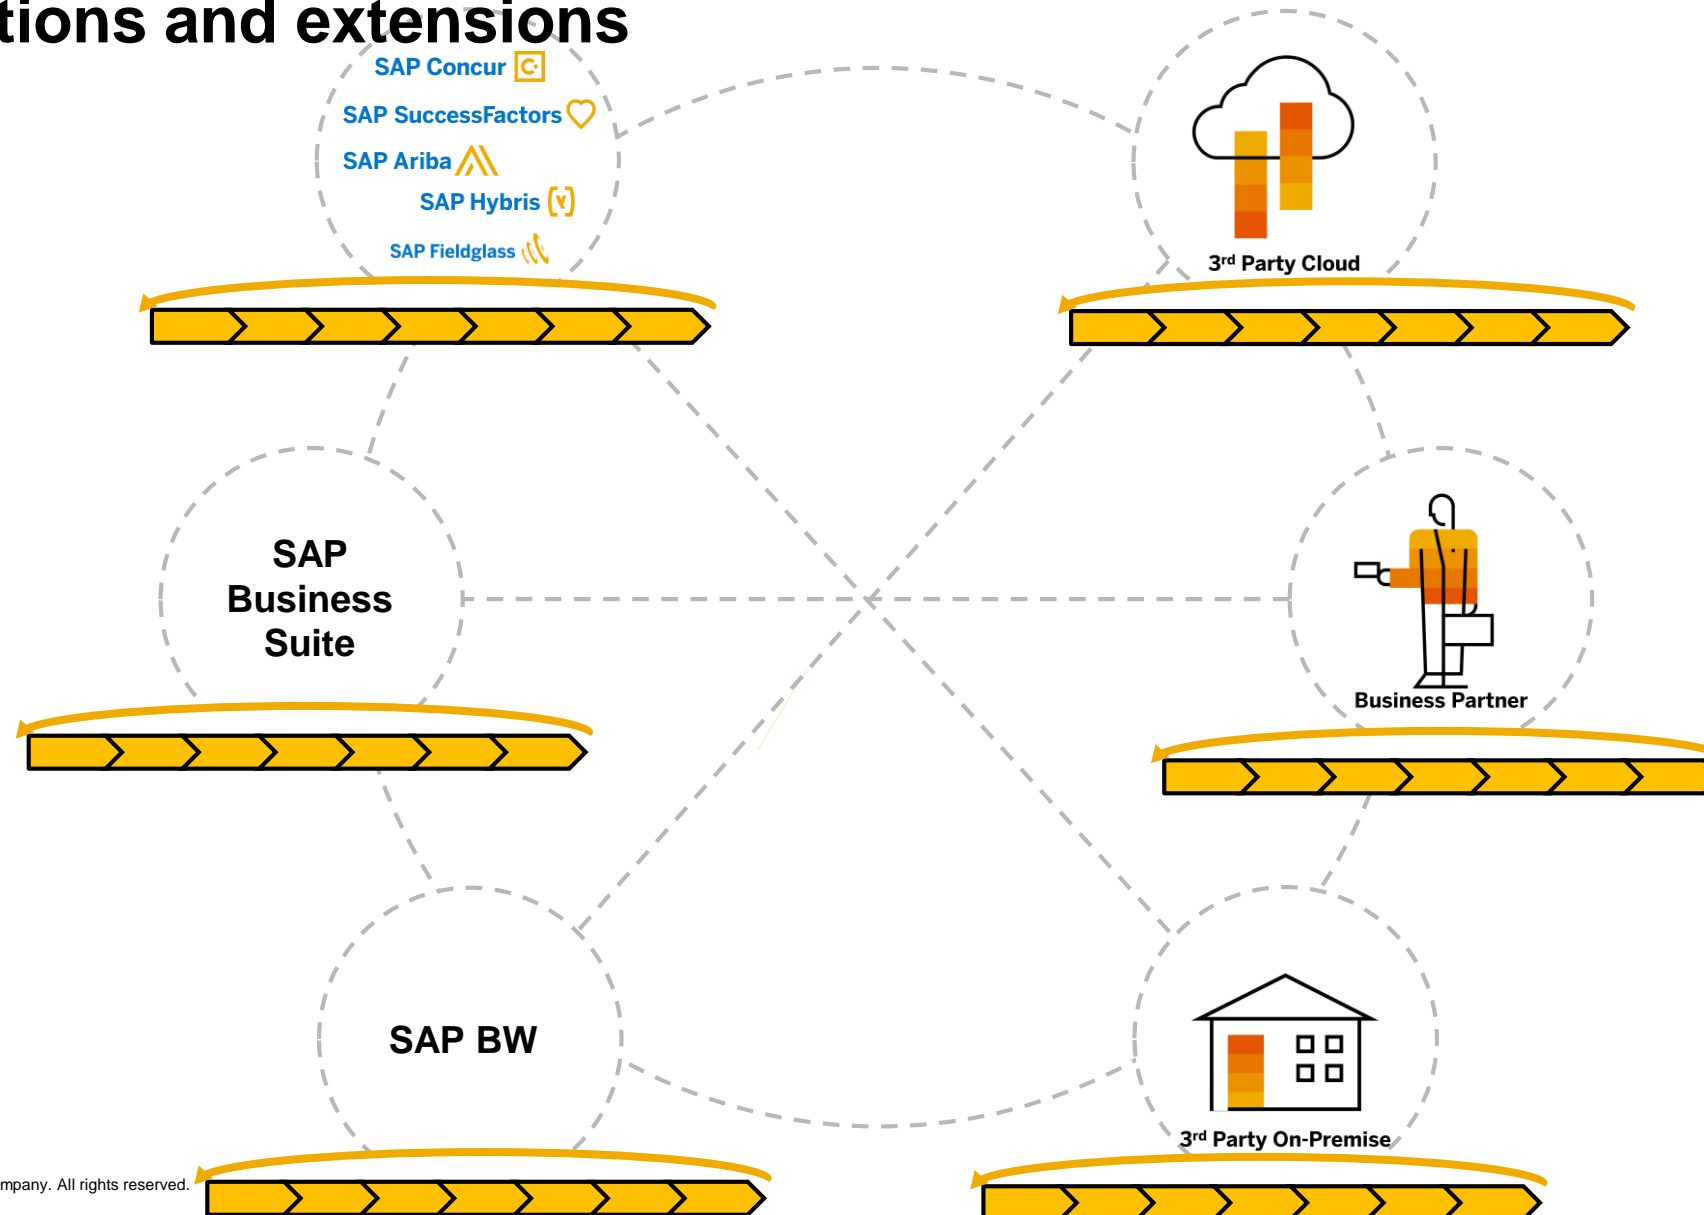 tions and extensions
SAP Concur
SAP SuccessFactors
SAP Ariba
SAP Hybris
SAP Fieldglass
3rd Party Cloud
SAP
Business
Suite
Business Partner
SAP BW
3rd Party On-Premise
mpany. All rights reserved.